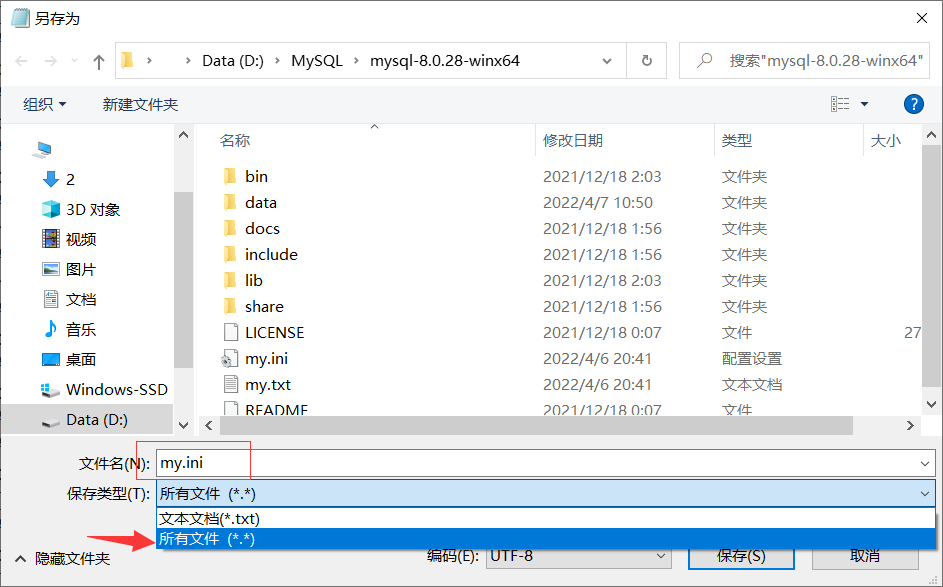 另存为
Data (D:) › MySQL › mysql-8.0.28-winx64
搜索"mysql-8.0.28-winx64"
组织 新建文件夹
名称 修改日期 类型 大小
2
3D 对象
视频
图片
文档
音乐
桌面
Windows-SSD
Data (D:)
bin 2021/12/18 2:03 文件夹
data 2022/4/7 10:50 文件夹
docs 2021/12/18 1:56 文件夹
include 2021/12/18 1:56 文件夹
lib 2021/12/18 2:03 文件夹
share 2021/12/18 1:56 文件夹
LICENSE 2021/12/18 0:07 文件 27
my.ini 2022/4/6 20:41 配置设置
my.txt 2022/4/6 20:41 文本文档
README 2021/12/18 0:07 文件
文件名(N): my.ini
保存类型(T): 所有文件 (*.*)
文本文档(*.txt)
所有文件 (*.*)
隐藏文件夹 编码(E): UTF-8 保存(S) 取消